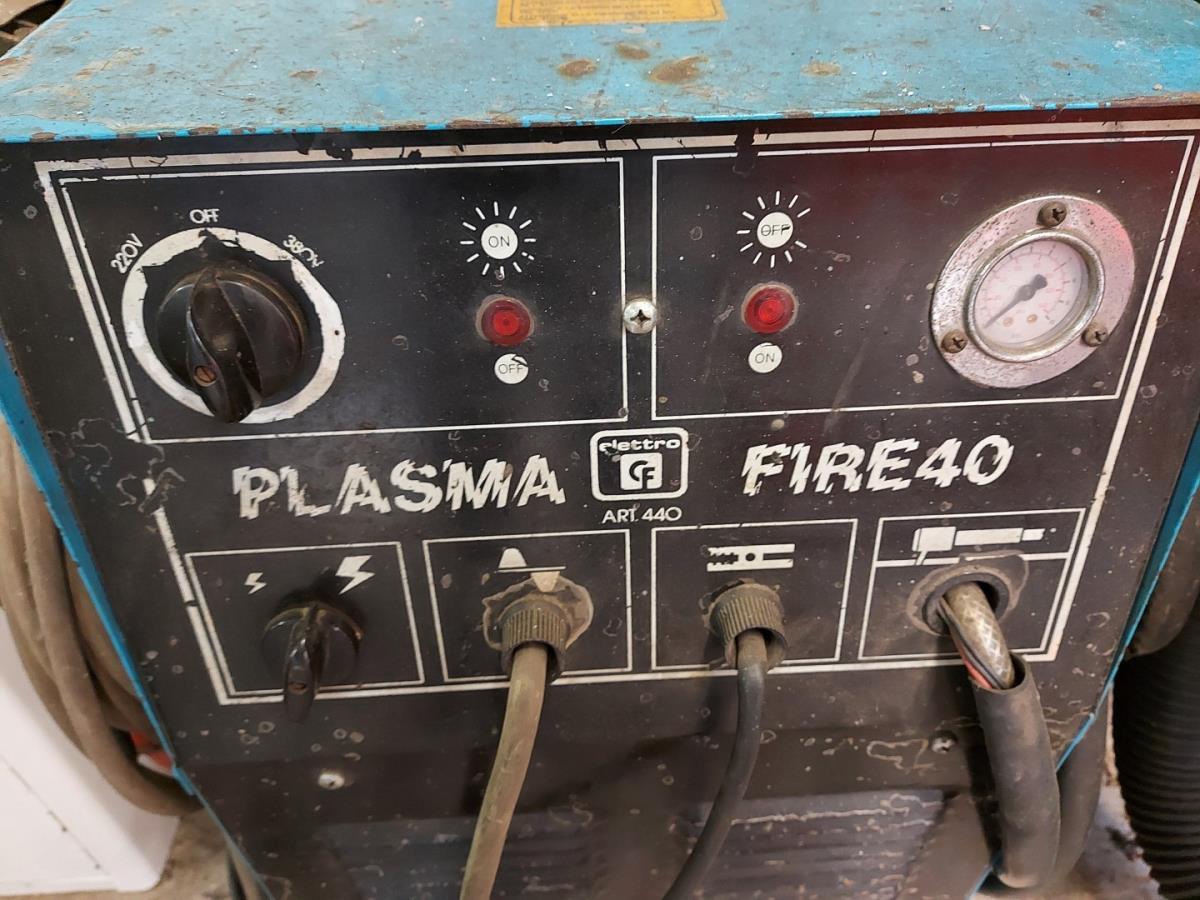 OFF
220V
380V
ON
OFF
OFF
ON
elettro
CF
PLASMA
FIRE40
ART. 440